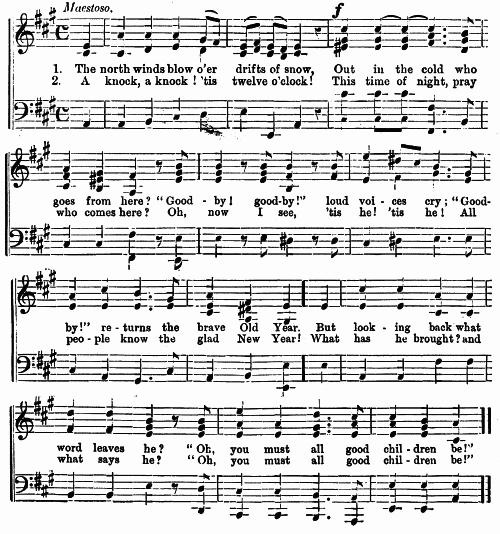 Maestoso. f
1. The north winds blow o'er drifts of snow, Out in the cold who
2. A knock, a knock! 'tis twelve o'clock! This time of night, pray
goes from here? "Good - by! good-by!" loud voi - ces cry; "Good-
who comes here? Oh, now I see, 'tis he! 'tis he! All
by!" re - turns the brave Old Year. But look - ing back what
peo - ple know the glad New Year! What has he brought? and
word leaves he? "Oh, you must all good chil - dren be!"
what says he? "Oh, you must all good chil - dren be!"